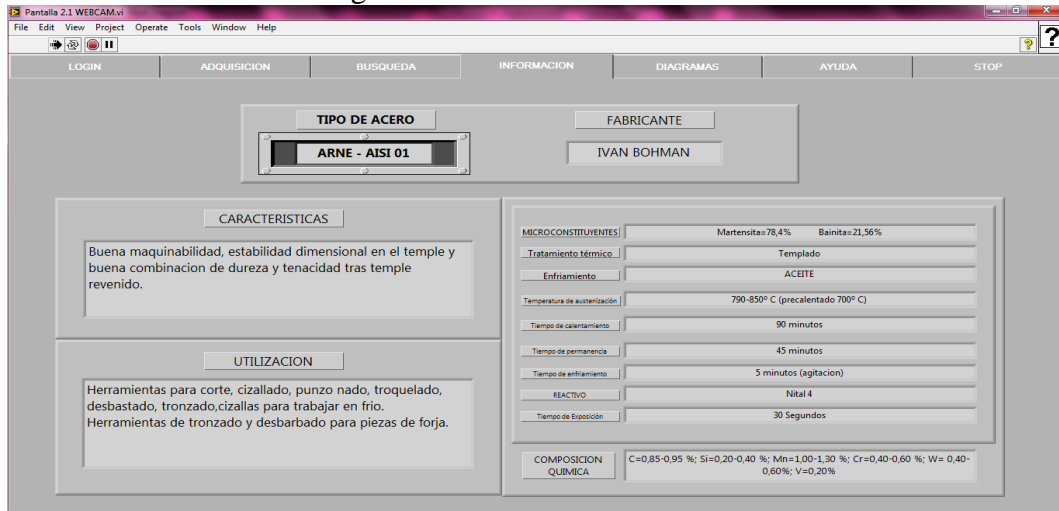 Pantalla 2.1 WEBCAM.vi
File Edit View Project Operate Tools Window Help
?
?
LOGIN ADQUISICION BUSQUEDA INFORMACION DIAGRAMAS AYUDA STOP
TIPO DE ACERO
ARNE - AISI 01
FABRICANTE
IVAN BOHMAN
CARACTERISTICAS
Buena maquinabilidad, estabilidad dimensional en el temple y
buena combinacion de dureza y tenacidad tras temple
revenido.
UTILIZACION
Herramientas para corte, cizallado, punzo nado, troquelado,
desbastado, tronzado,cizallas para trabajar en frio.
Herramientas de tronzado y desbarbado para piezas de forja.
MICROCONSTITUYENTES Martensita=78,4% Bainita=21,56%
Tratamiento térmico Templado
Enfriamiento ACEITE
Temperatura de austenización 790-850º C (precalentado 700º C)
Tiempo de calentamiento 90 minutos
Tiempo de permanencia 45 minutos
Tiempo de enfriamiento 5 minutos (agitacion)
REACTIVO Nital 4
Tiempo de Exposición 30 Segundos
COMPOSICION
QUIMICA
C=0,85-0,95 %; Si=0,20-0,40 %; Mn=1,00-1,30 %; Cr=0,40-0,60 %; W= 0,40-
0,60%; V=0,20%